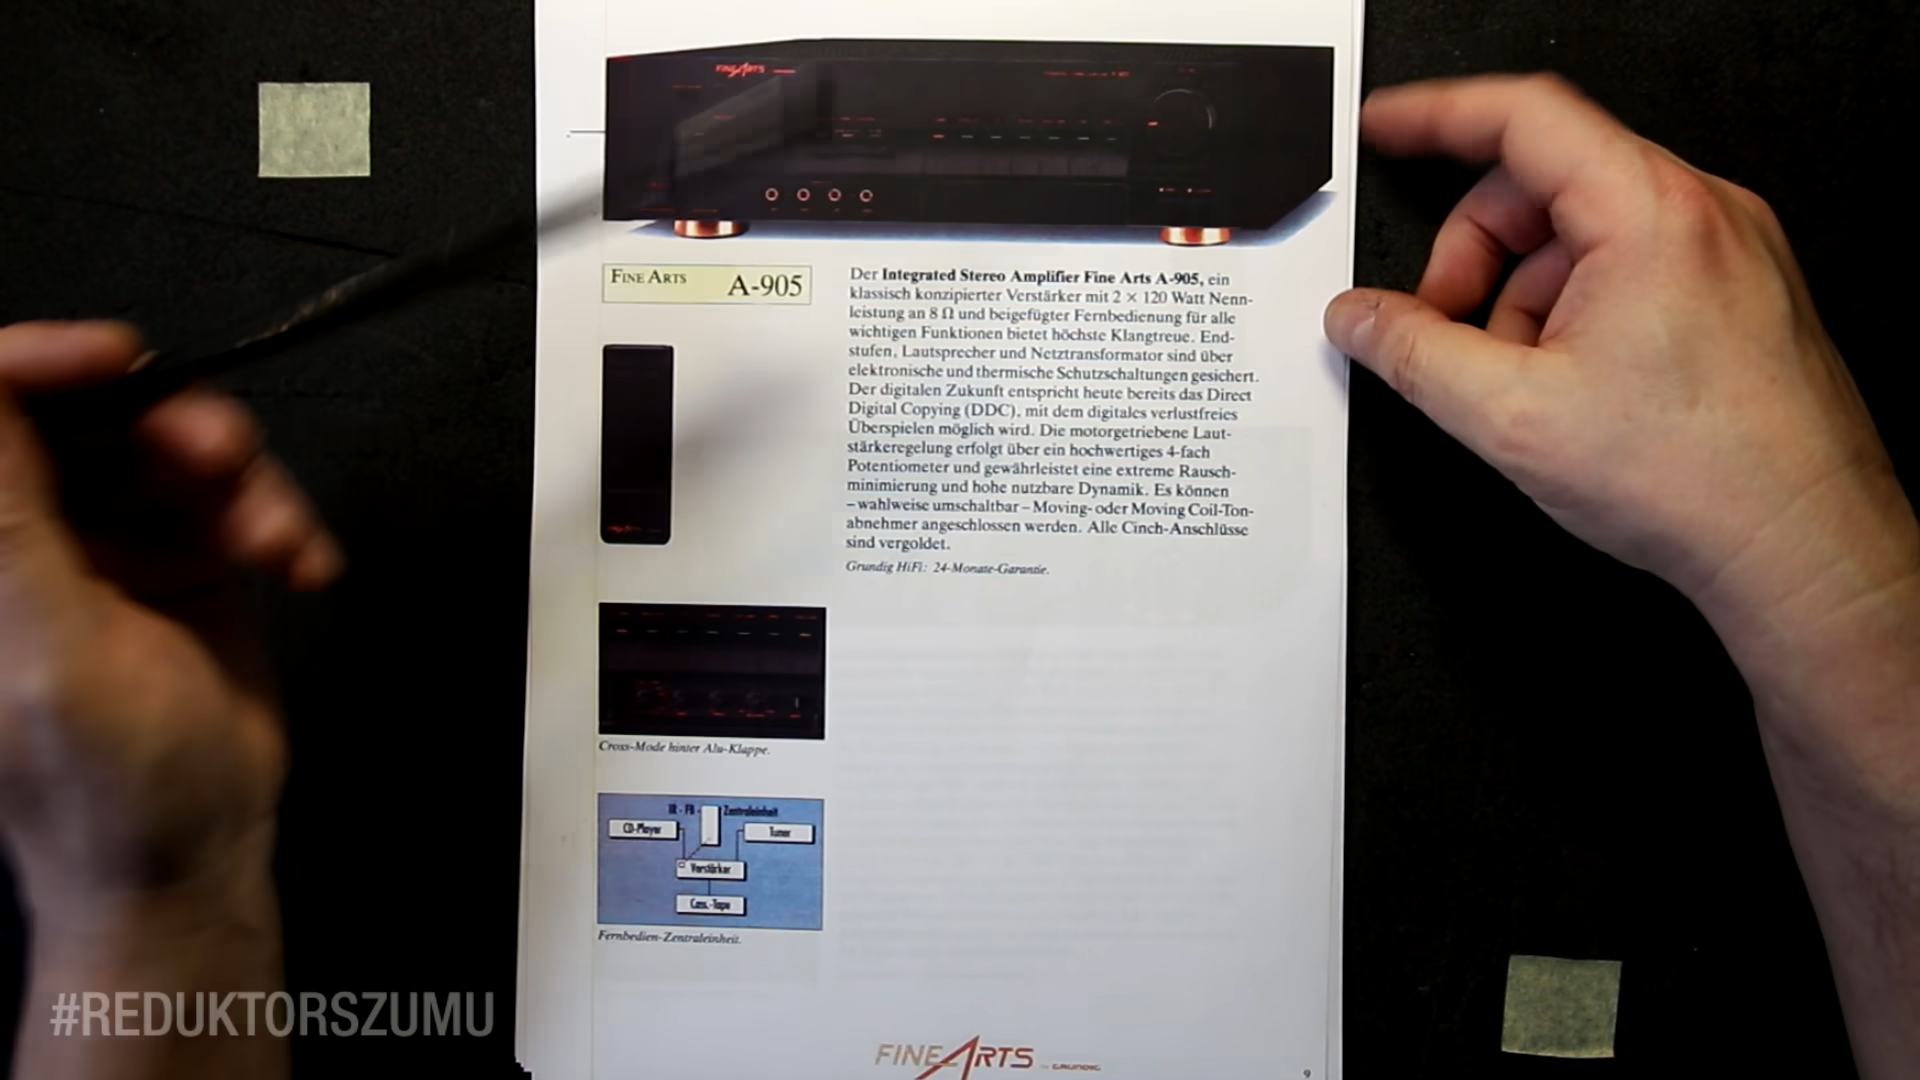 FINE ARTS
FINE ARTS A-905
Der Integrated Stereo Amplifier Fine Arts A-905, ein
klassisch konzipierter Verstärker mit 2 × 120 Watt Nenn-
leistung an 8 Ω und beigefügter Fernbedienung für alle
wichtigen Funktionen bietet höchste Klangtreue. End-
stufen, Lautsprecher und Netztransformator sind über
elektronische und thermische Schutzschaltungen gesichert.
Der digitalen Zukunft entspricht heute bereits das Direct
Digital Copying (DDC), mit dem digitales verlustfreies
Überspielen möglich wird. Die motorgetriebene Laut-
stärkeregelung erfolgt über ein hochwertiges 4-fach
Potentiometer und gewährleistet eine extreme Rausch-
minimierung und hohe nutzbare Dynamik. Es können
– wahlweise umschaltbar – Moving- oder Moving Coil-Ton-
abnehmer angeschlossen werden. Alle Cinch-Anschlüsse
sind vergoldet.
Grundig HiFi: 24-Monate-Garantie.
Cross-Mode hinter Alu-Klappe.
IR - FB - Zentraleinheit
CD-Player
Tuner
Verstärker
Cass.-Tape
Fernbedien-Zentraleinheit.
#REDUKTORSZUMU
FINE ARTS
GRUNDIG
9